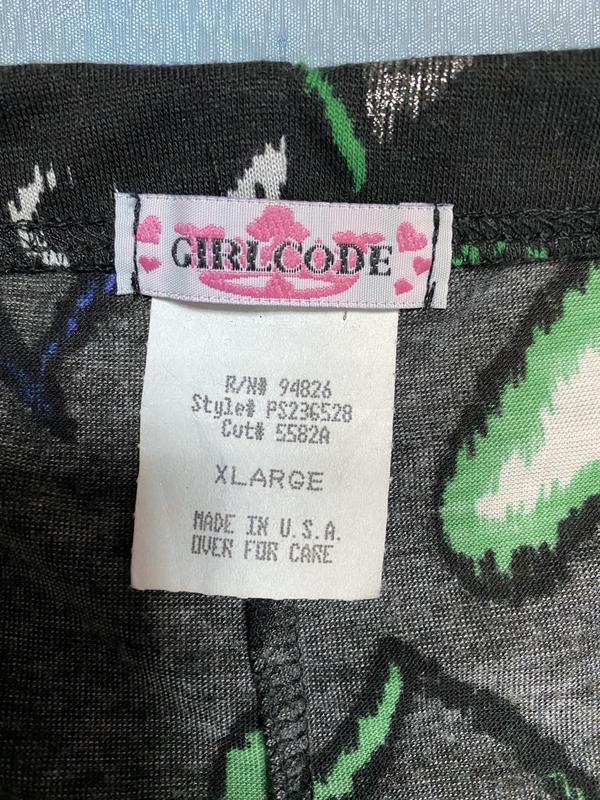 GIRLCODE
R/N# 94826
Style# PS236528
Cut# 5582A
XLARGE
MADE IN U.S.A.
OVER FOR CARE